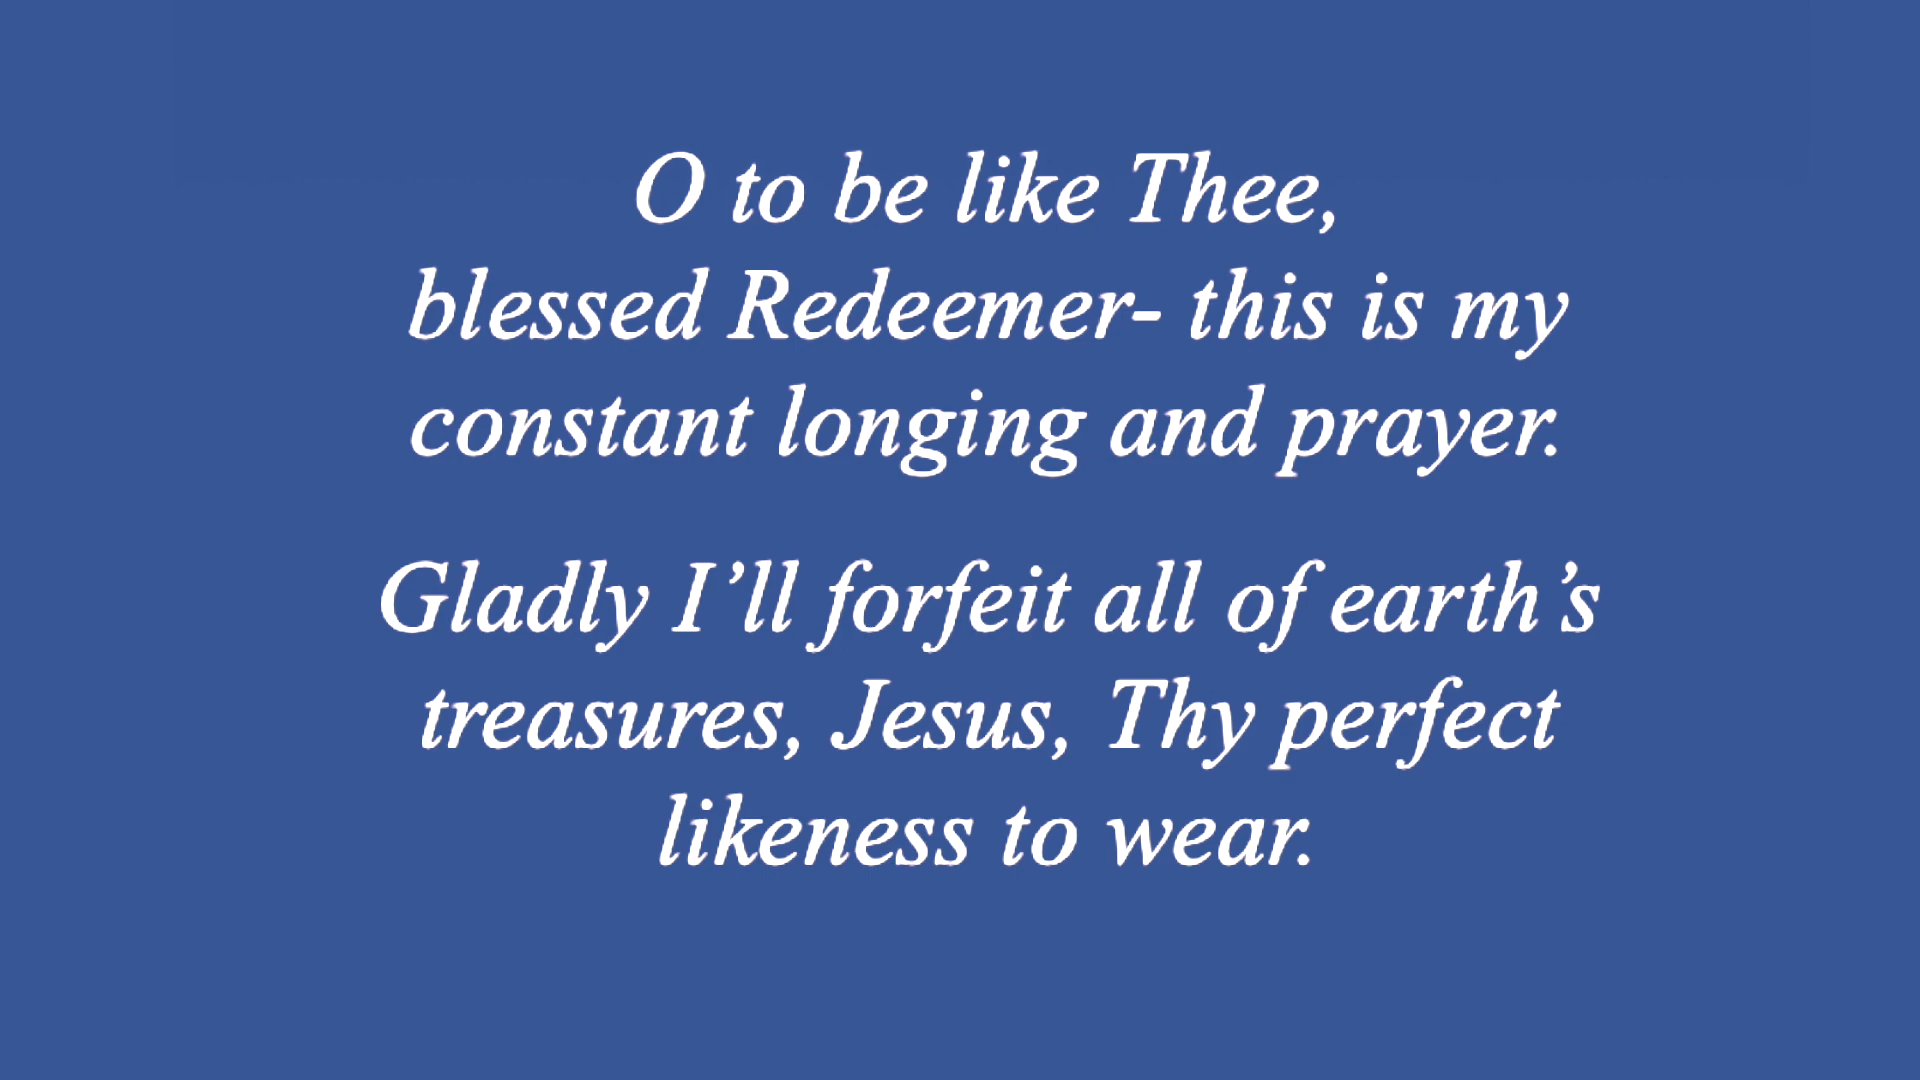 O to be like Thee,
blessed Redeemer- this is my
constant longing and prayer.
Gladly I’ll forfeit all of earth’s
treasures, Jesus, Thy perfect
likeness to wear.